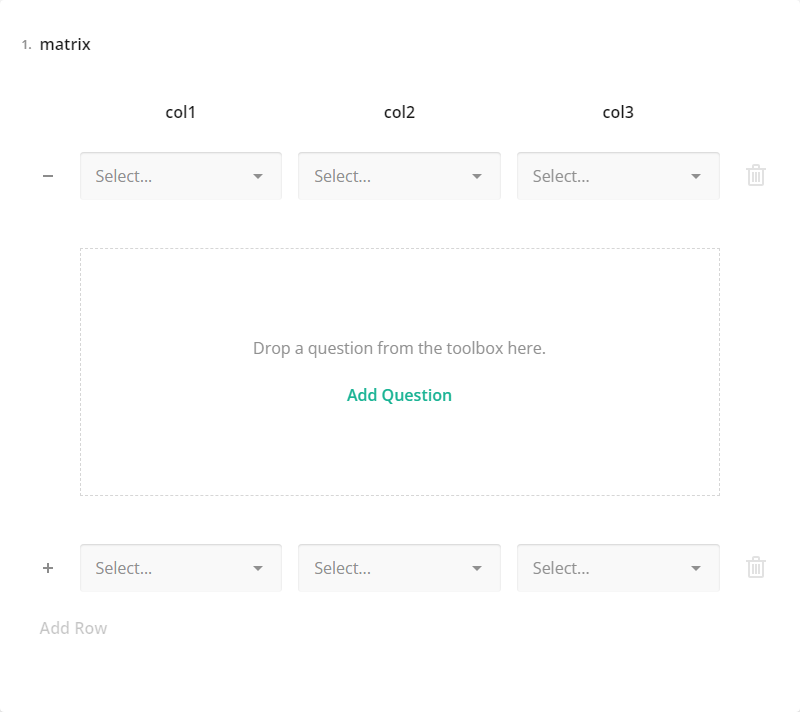 1. matrix
col1 col2 col3
Select... Select... Select...
Drop a question from the toolbox here.
Add Question
Select... Select... Select...
Add Row